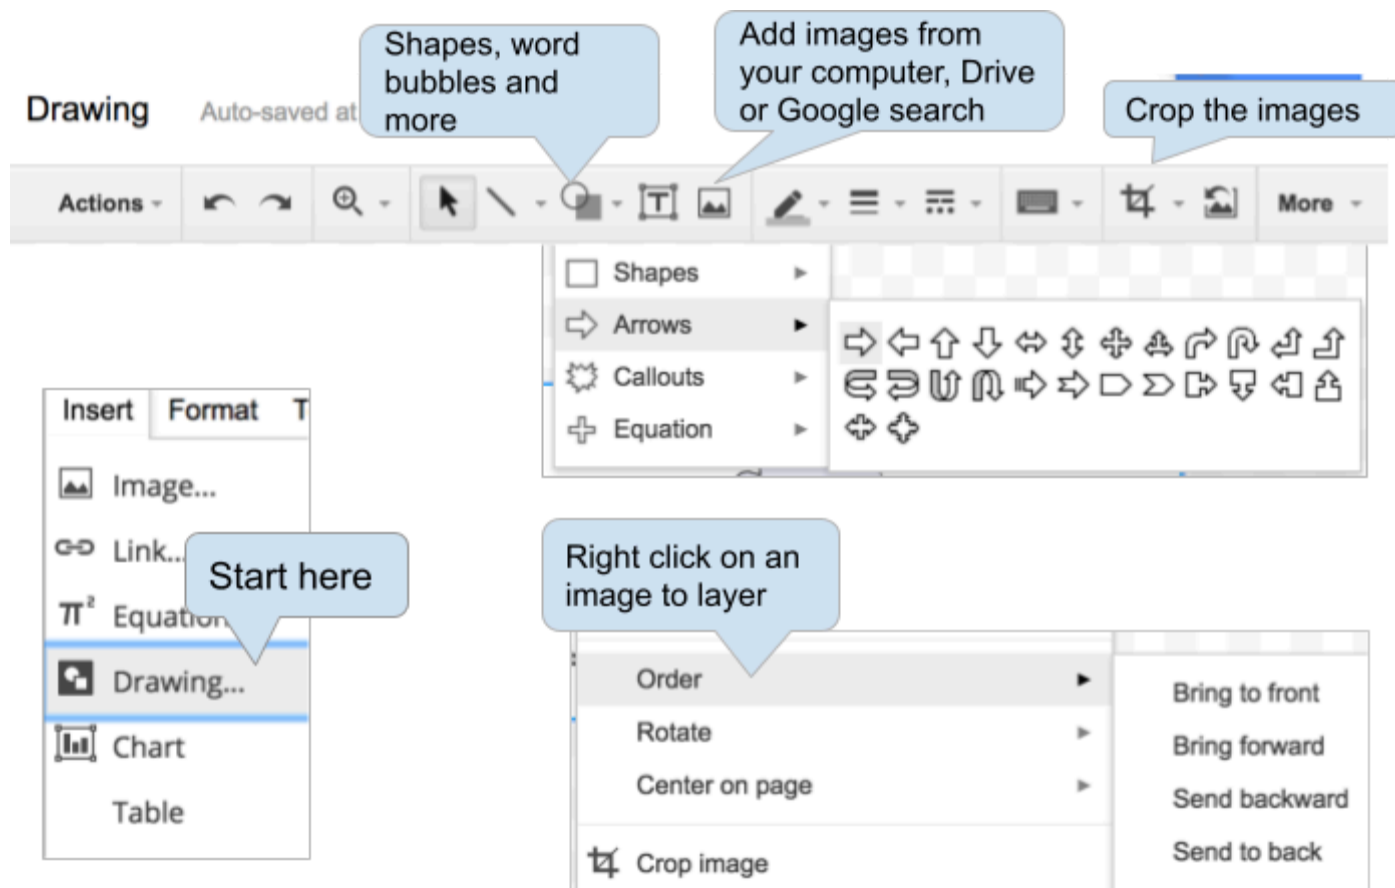 Shapes, word
bubbles and
more
Add images from
your computer, Drive
or Google search
Crop the images
Drawing
Auto-saved at
Actions
More
Shapes
Arrows
Callouts
Equation
Insert Format T
Image...
Link...
Start here
π² Equation
Drawing...
Chart
Table
Right click on an
image to layer
Order
Rotate
Center on page
Crop image
Bring to front
Bring forward
Send backward
Send to back